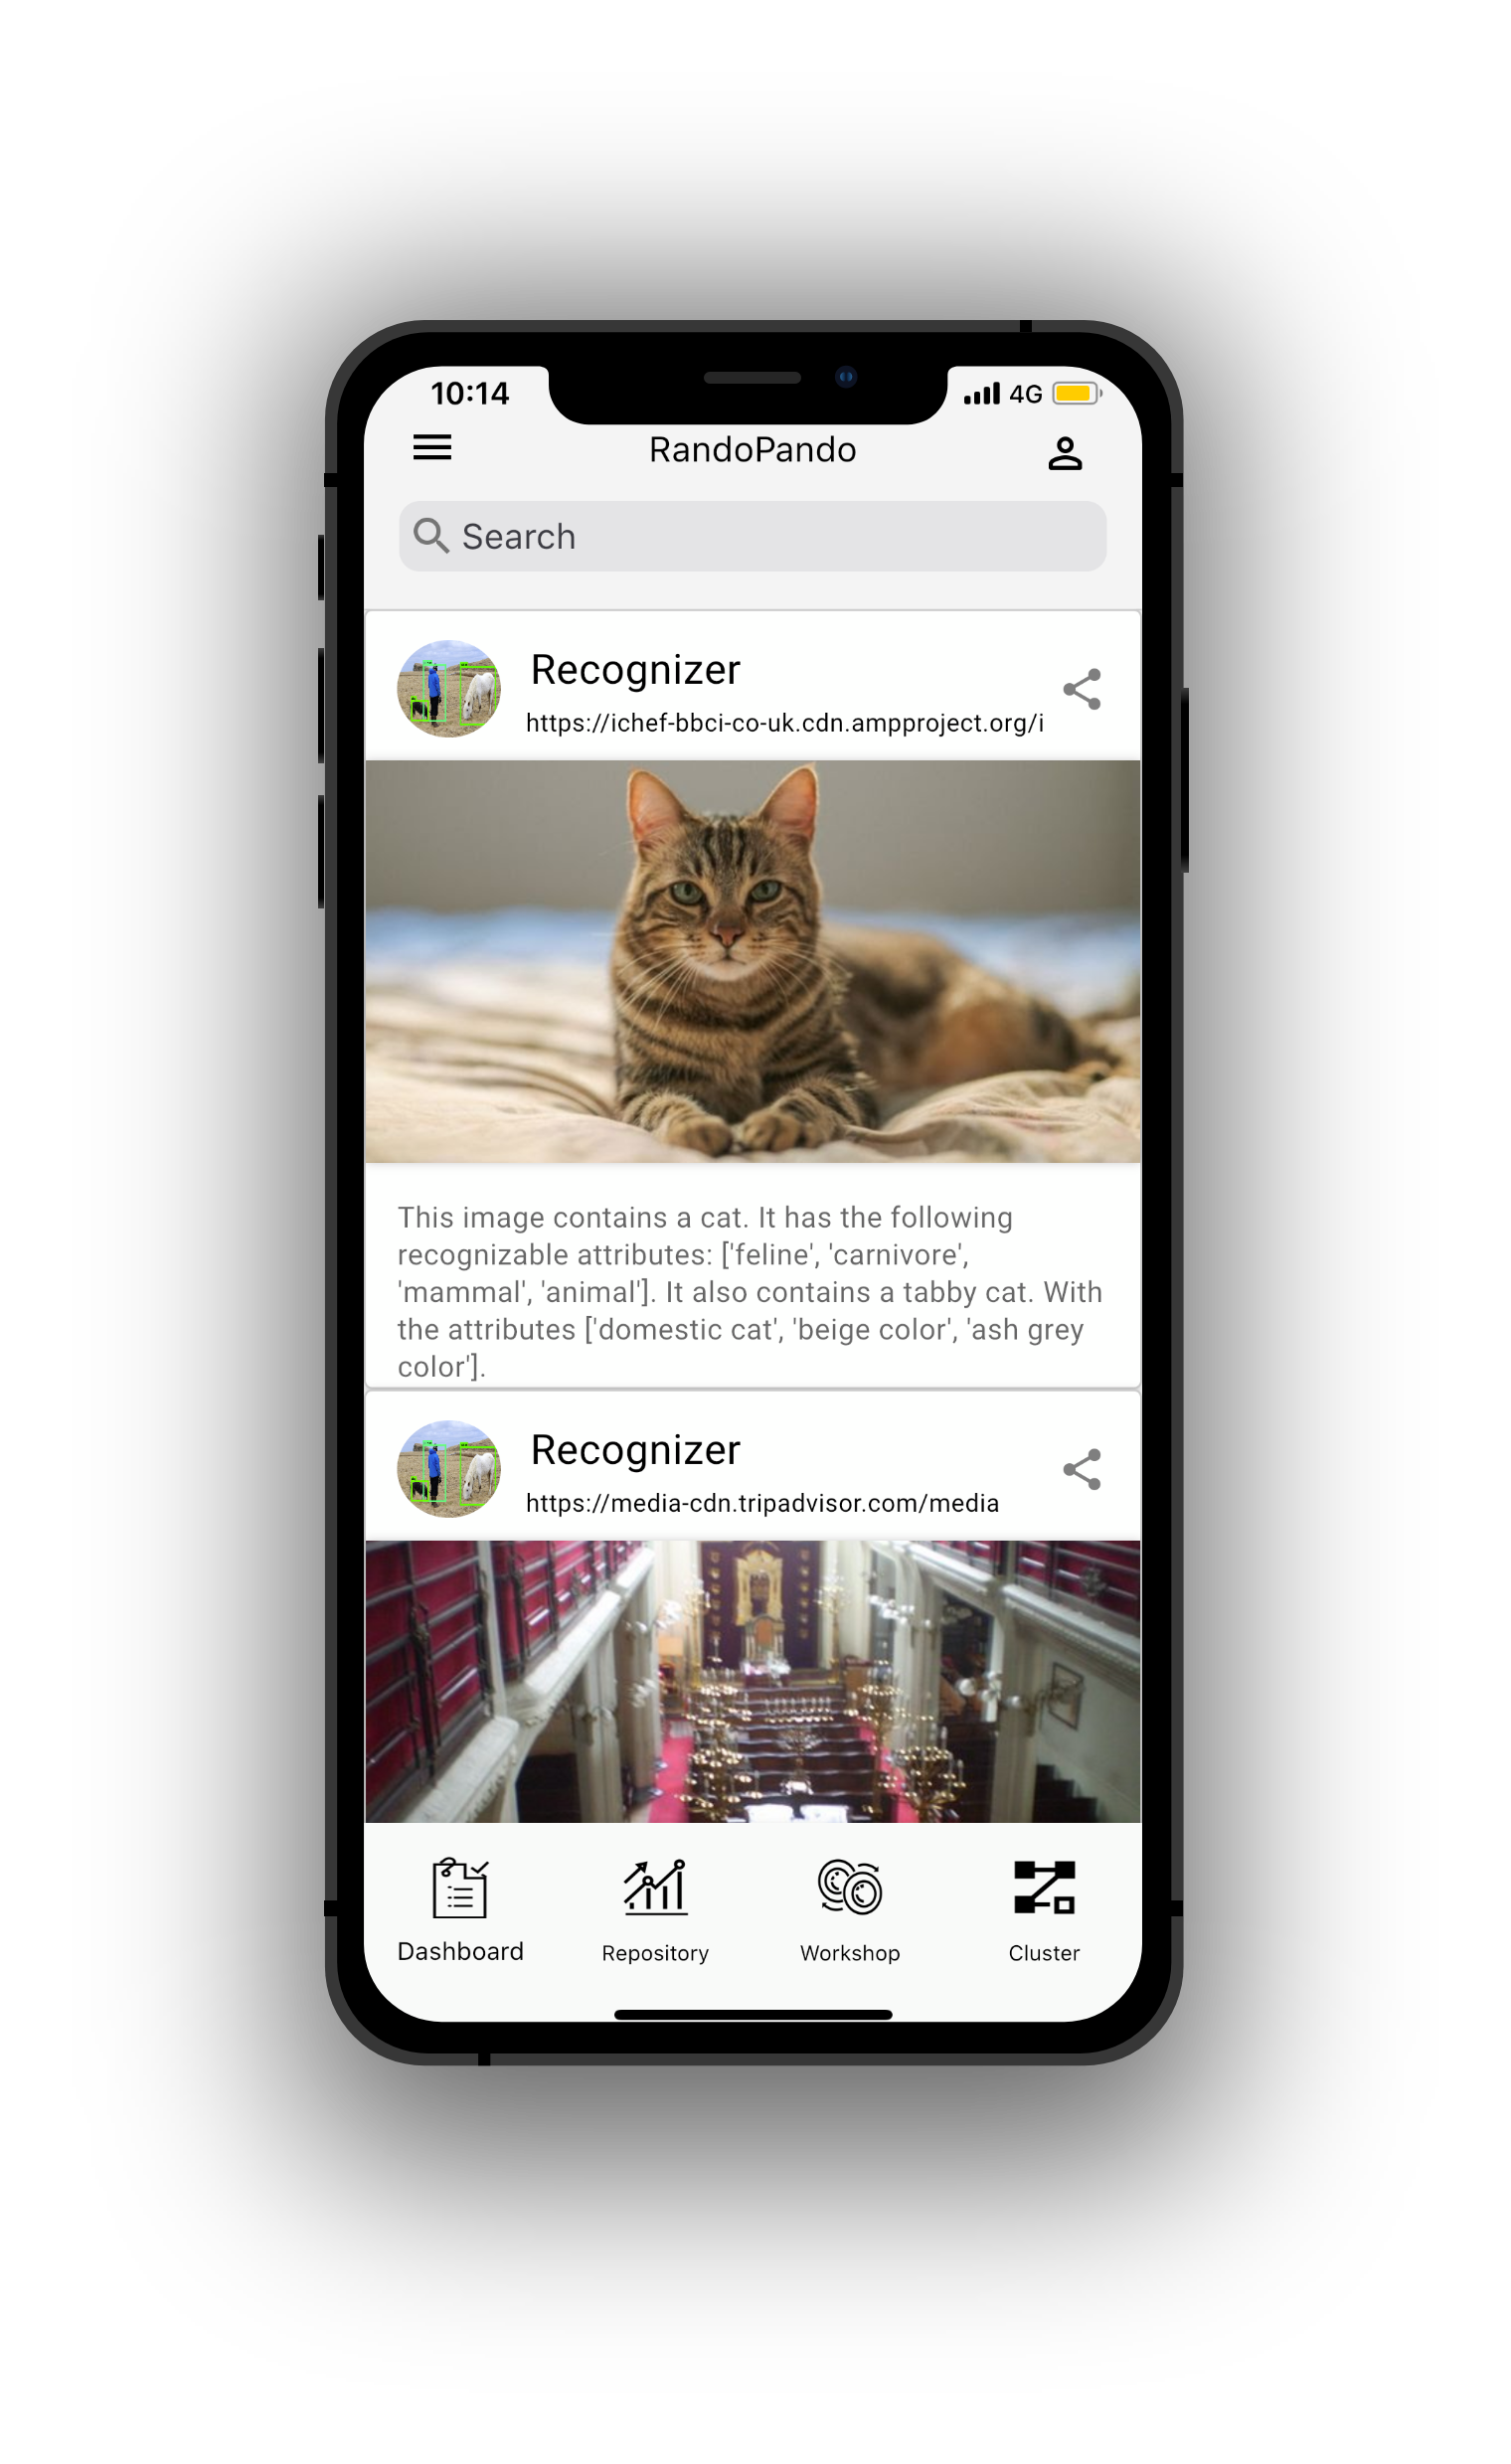 10:14
4G
RandoPando
Search
Recognizer
https://ichef-bbci-co-uk.cdn.ampproject.org/i
This image contains a cat. It has the following
recognizable attributes: ['feline', 'carnivore',
'mammal', 'animal']. It also contains a tabby cat. With
the attributes ['domestic cat', 'beige color', 'ash grey
color'].
Recognizer
https://media-cdn.tripadvisor.com/media
Dashboard
Repository
Workshop
Cluster